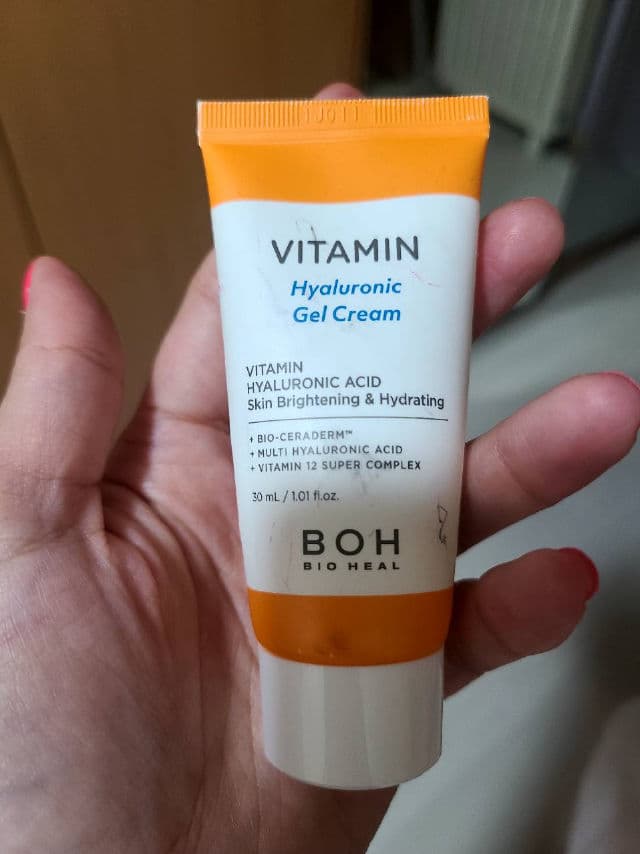 VITAMIN
Hyaluronic
Gel Cream
VITAMIN
HYALURONIC ACID
Skin Brightening & Hydrating
+ BIO-CERADERM™
+ MULTI HYALURONIC ACID
+ VITAMIN 12 SUPER COMPLEX
30 mL / 1.01 fl.oz.
BOH
BIO HEAL